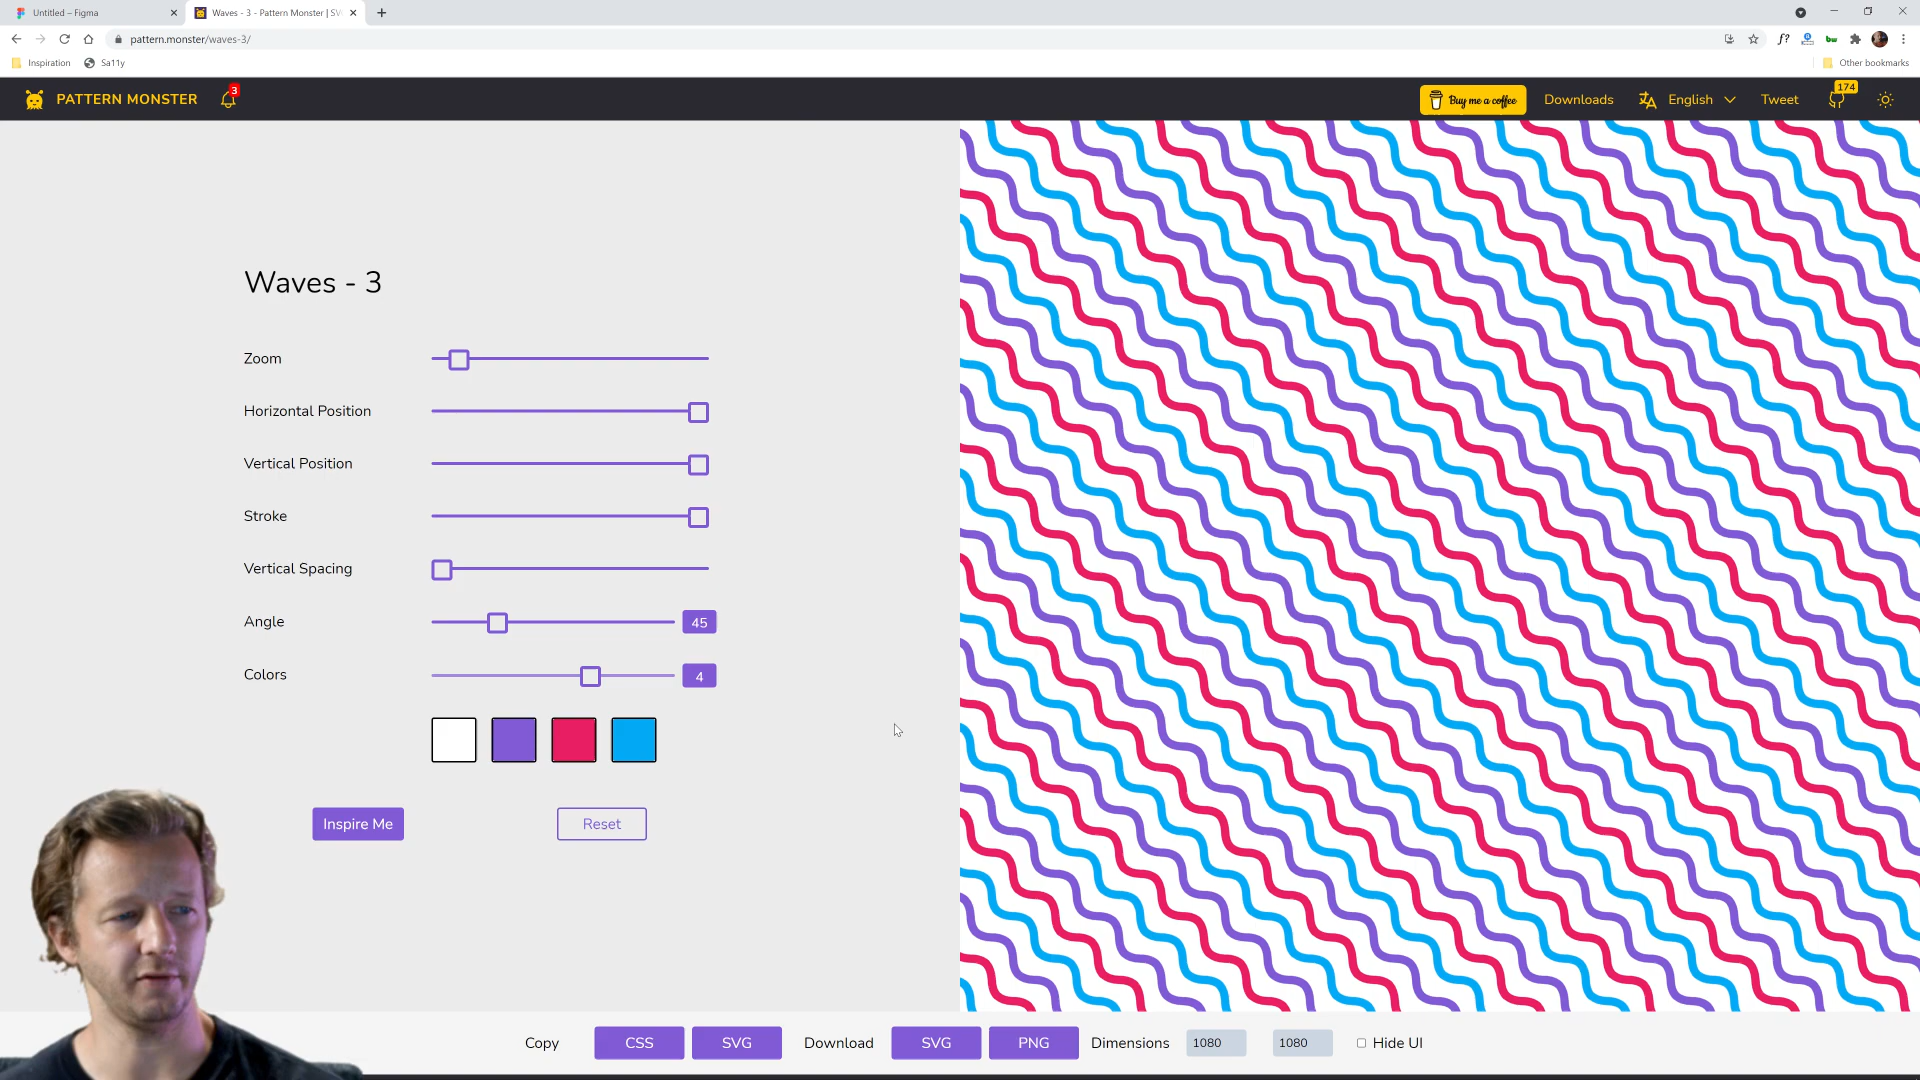 Untitled – Figma
Waves - 3 - Pattern Monster | SV
pattern.monster/waves-3/
f?
Inspiration
Sa11y
Other bookmarks
PATTERN MONSTER
3
Buy me a coffee
Downloads
English
Tweet
174
Waves - 3
Zoom
Horizontal Position
Vertical Position
Stroke
Vertical Spacing
Angle
45
Colors
4
Inspire Me
Reset
Copy
CSS
SVG
Download
SVG
PNG
Dimensions
1080
1080
Hide UI